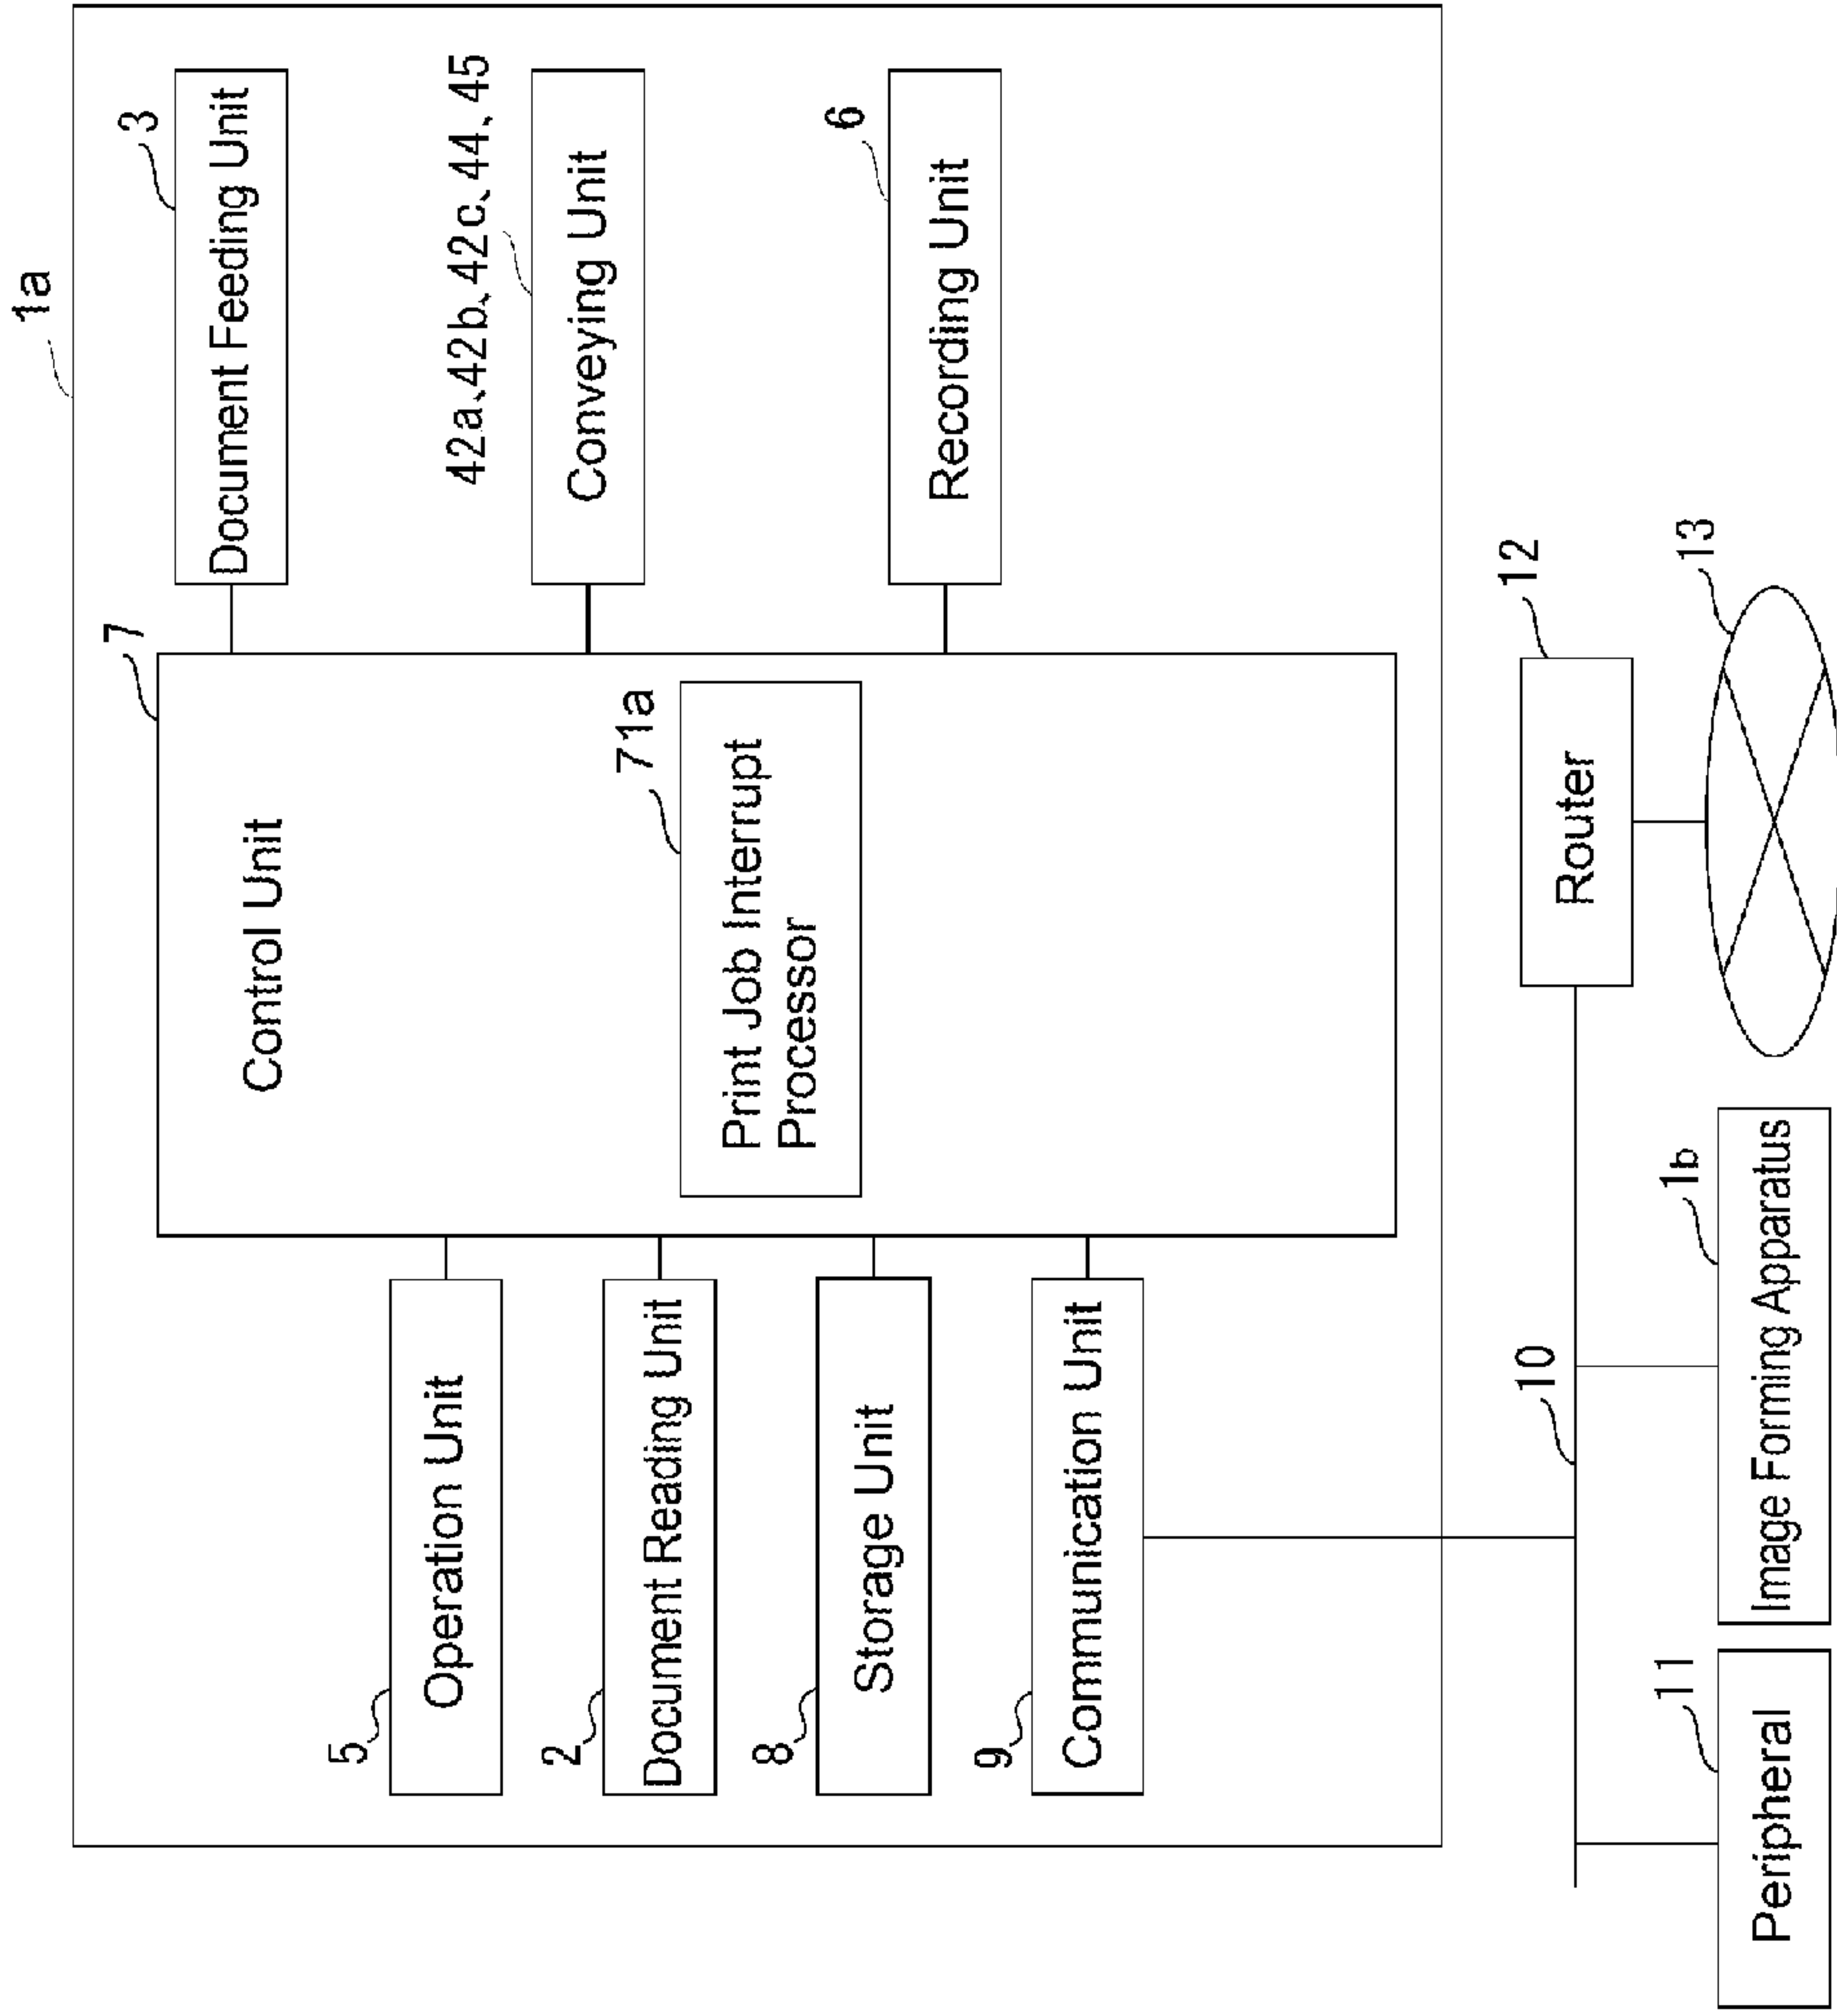 1a
7
3
Control Unit
Document Feeding Unit
5
Operation Unit
42a、42b、42c、44、45
Conveying Unit
2
Document Reading Unit
71a
Print Job Interrupt
Processor
8
Storage Unit
6
Recording Unit
9
Communication Unit
10
12
Router
11
Peripheral
1b
Image Forming Apparatus
13